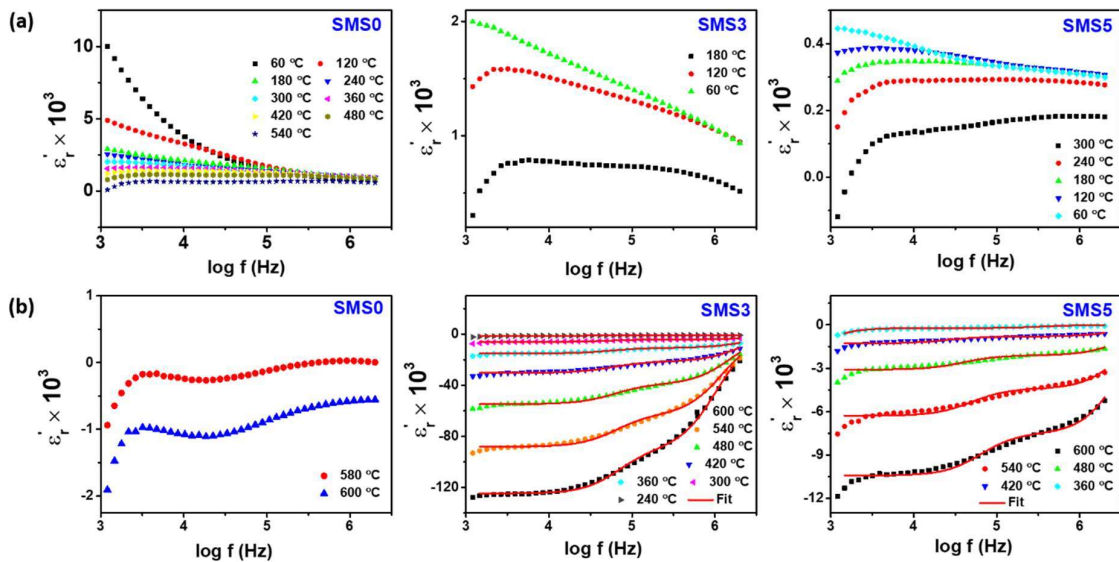 (a)
SMS0
60 °C 120 °C
180 °C 240 °C
300 °C 360 °C
420 °C 480 °C
540 °C
10
5
0
ε'r × 10³
3 4 5 6
log f (Hz)
SMS3
180 °C
120 °C
60 °C
2
1
ε'r × 10³
3 4 5 6
log f (Hz)
SMS5
300 °C
240 °C
180 °C
120 °C
60 °C
0.4
0.2
0.0
ε'r × 10³
3 4 5 6
log f (Hz)
(b)
SMS0
580 °C
600 °C
1
0
-1
-2
ε'r × 10³
3 4 5 6
log f (Hz)
SMS3
600 °C
540 °C
480 °C
420 °C
360 °C 300 °C
240 °C Fit
0
-40
-80
-120
ε'r × 10³
3 4 5 6
log f (Hz)
SMS5
600 °C
540 °C 480 °C
420 °C 360 °C
Fit
0
-3
-6
-9
-12
ε'r × 10³
3 4 5 6
log f (Hz)